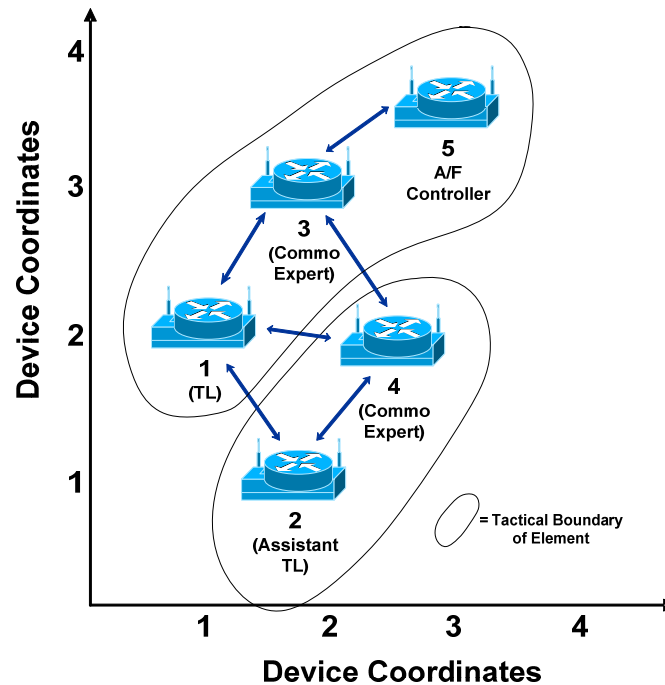 4
5
A/F
Controller
3
3
(Commo
Expert)
2
1
(TL)
4
(Commo
Expert)
1
2
(Assistant
TL)
= Tactical Boundary
of Element
Device Coordinates
1 2 3 4
Device Coordinates